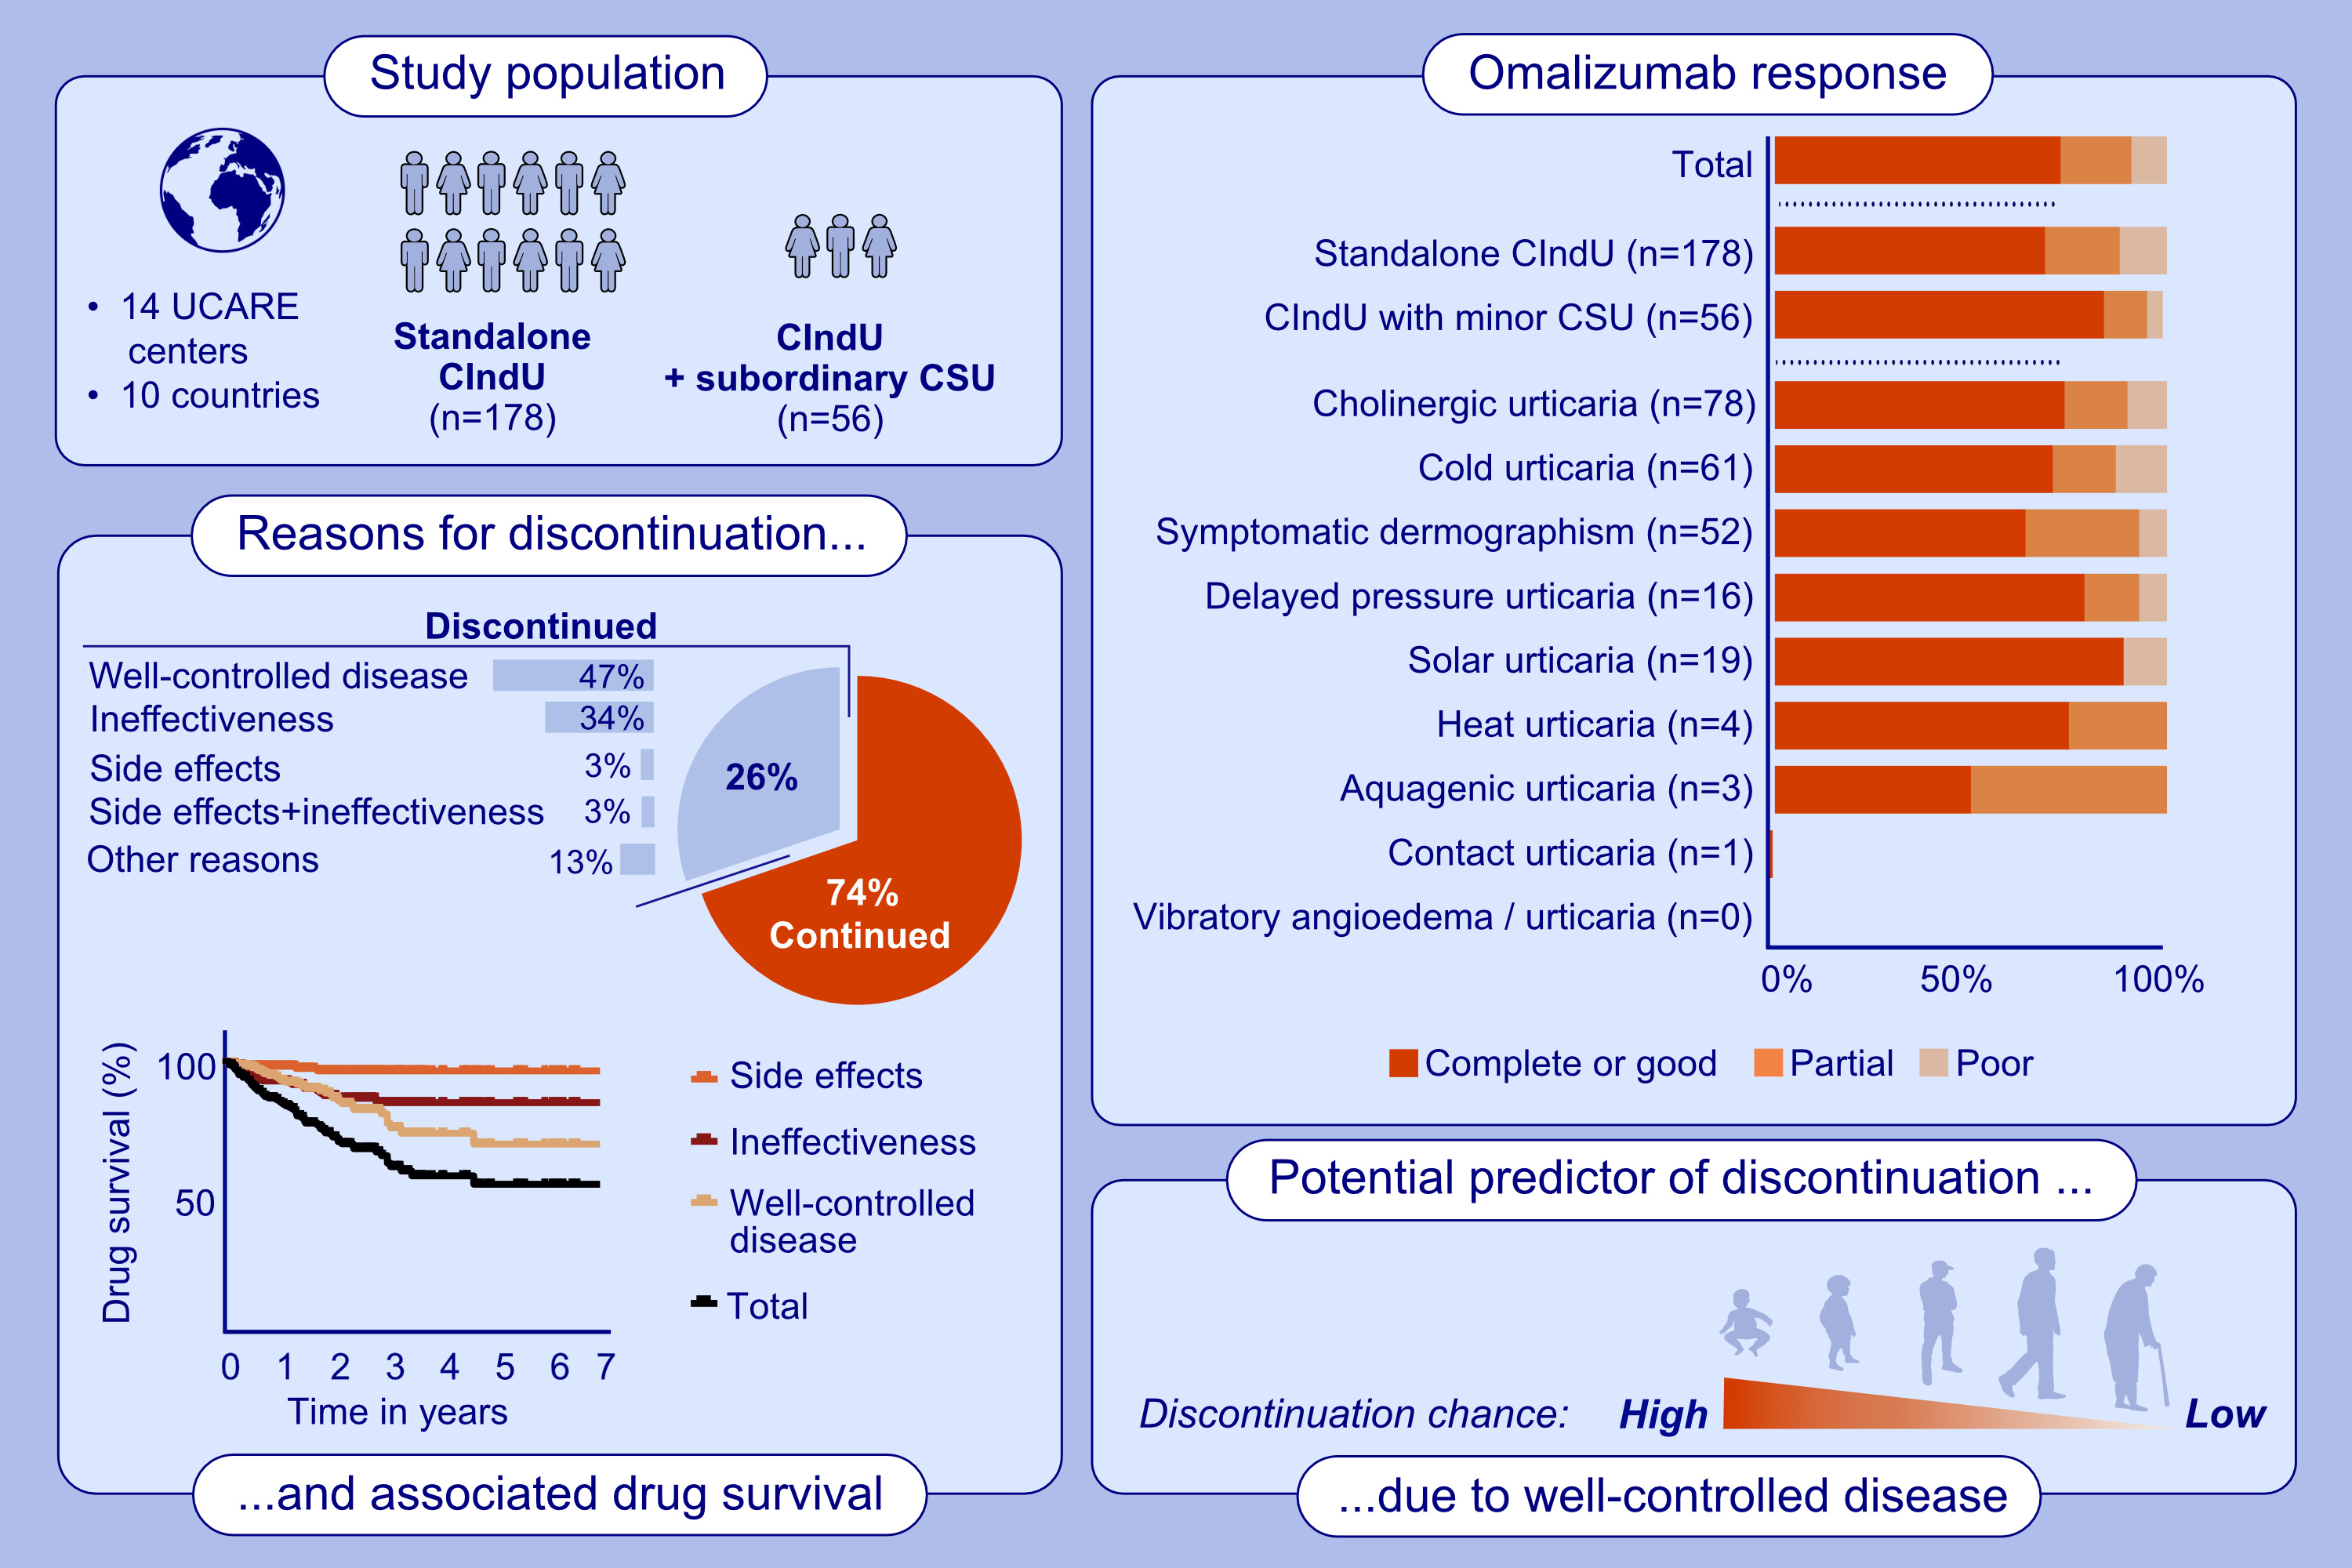 Study population
• 14 UCARE
centers
• 10 countries
Standalone
CIndU
(n=178)
CIndU
+ subordinary CSU
(n=56)
Reasons for discontinuation...
Discontinued
Well-controlled disease 47%
Ineffectiveness 34%
Side effects 3%
Side effects+ineffectiveness 3%
Other reasons 13%
26%
74%
Continued
Drug survival (%)
100
50
0 1 2 3 4 5 6 7
Time in years
Side effects
Ineffectiveness
Well-controlled
disease
Total
...and associated drug survival
Omalizumab response
Total
Standalone CIndU (n=178)
CIndU with minor CSU (n=56)
Cholinergic urticaria (n=78)
Cold urticaria (n=61)
Symptomatic dermographism (n=52)
Delayed pressure urticaria (n=16)
Solar urticaria (n=19)
Heat urticaria (n=4)
Aquagenic urticaria (n=3)
Contact urticaria (n=1)
Vibratory angioedema / urticaria (n=0)
0% 50% 100%
Complete or good Partial Poor
Potential predictor of discontinuation ...
Discontinuation chance: High Low
...due to well-controlled disease